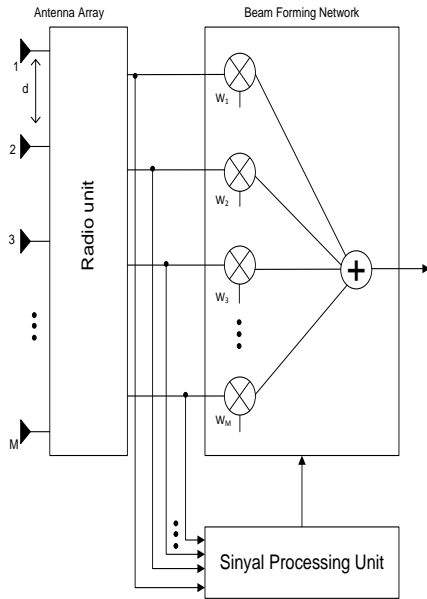 Antenna Array
Beam Forming Network
1
d
2
3
M
Radio unit
W1
W2
W3
WM
+
Sinyal Processing Unit